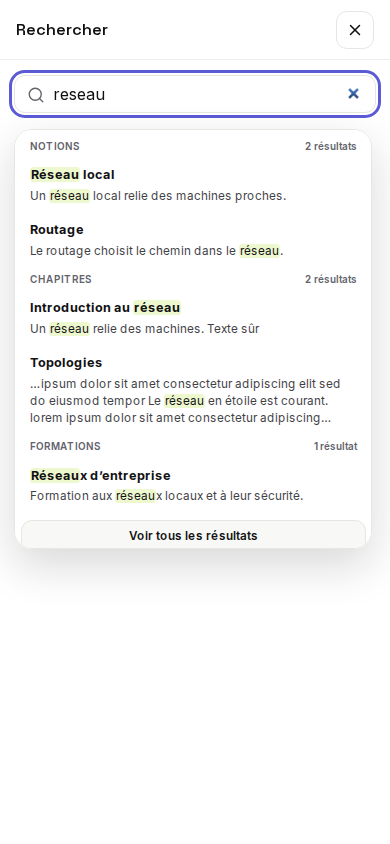 Rechercher
reseau
NOTIONS
2 résultats
Réseau local
Un réseau local relie des machines proches.
Routage
Le routage choisit le chemin dans le réseau.
CHAPITRES
2 résultats
Introduction au réseau
Un réseau relie des machines. Texte sûr
Topologies
…ipsum dolor sit amet consectetur adipiscing elit sed
do eiusmod tempor Le réseau en étoile est courant.
lorem ipsum dolor sit amet consectetur adipiscing…
FORMATIONS
1 résultat
Réseaux d’entreprise
Formation aux réseaux locaux et à leur sécurité.
Voir tous les résultats